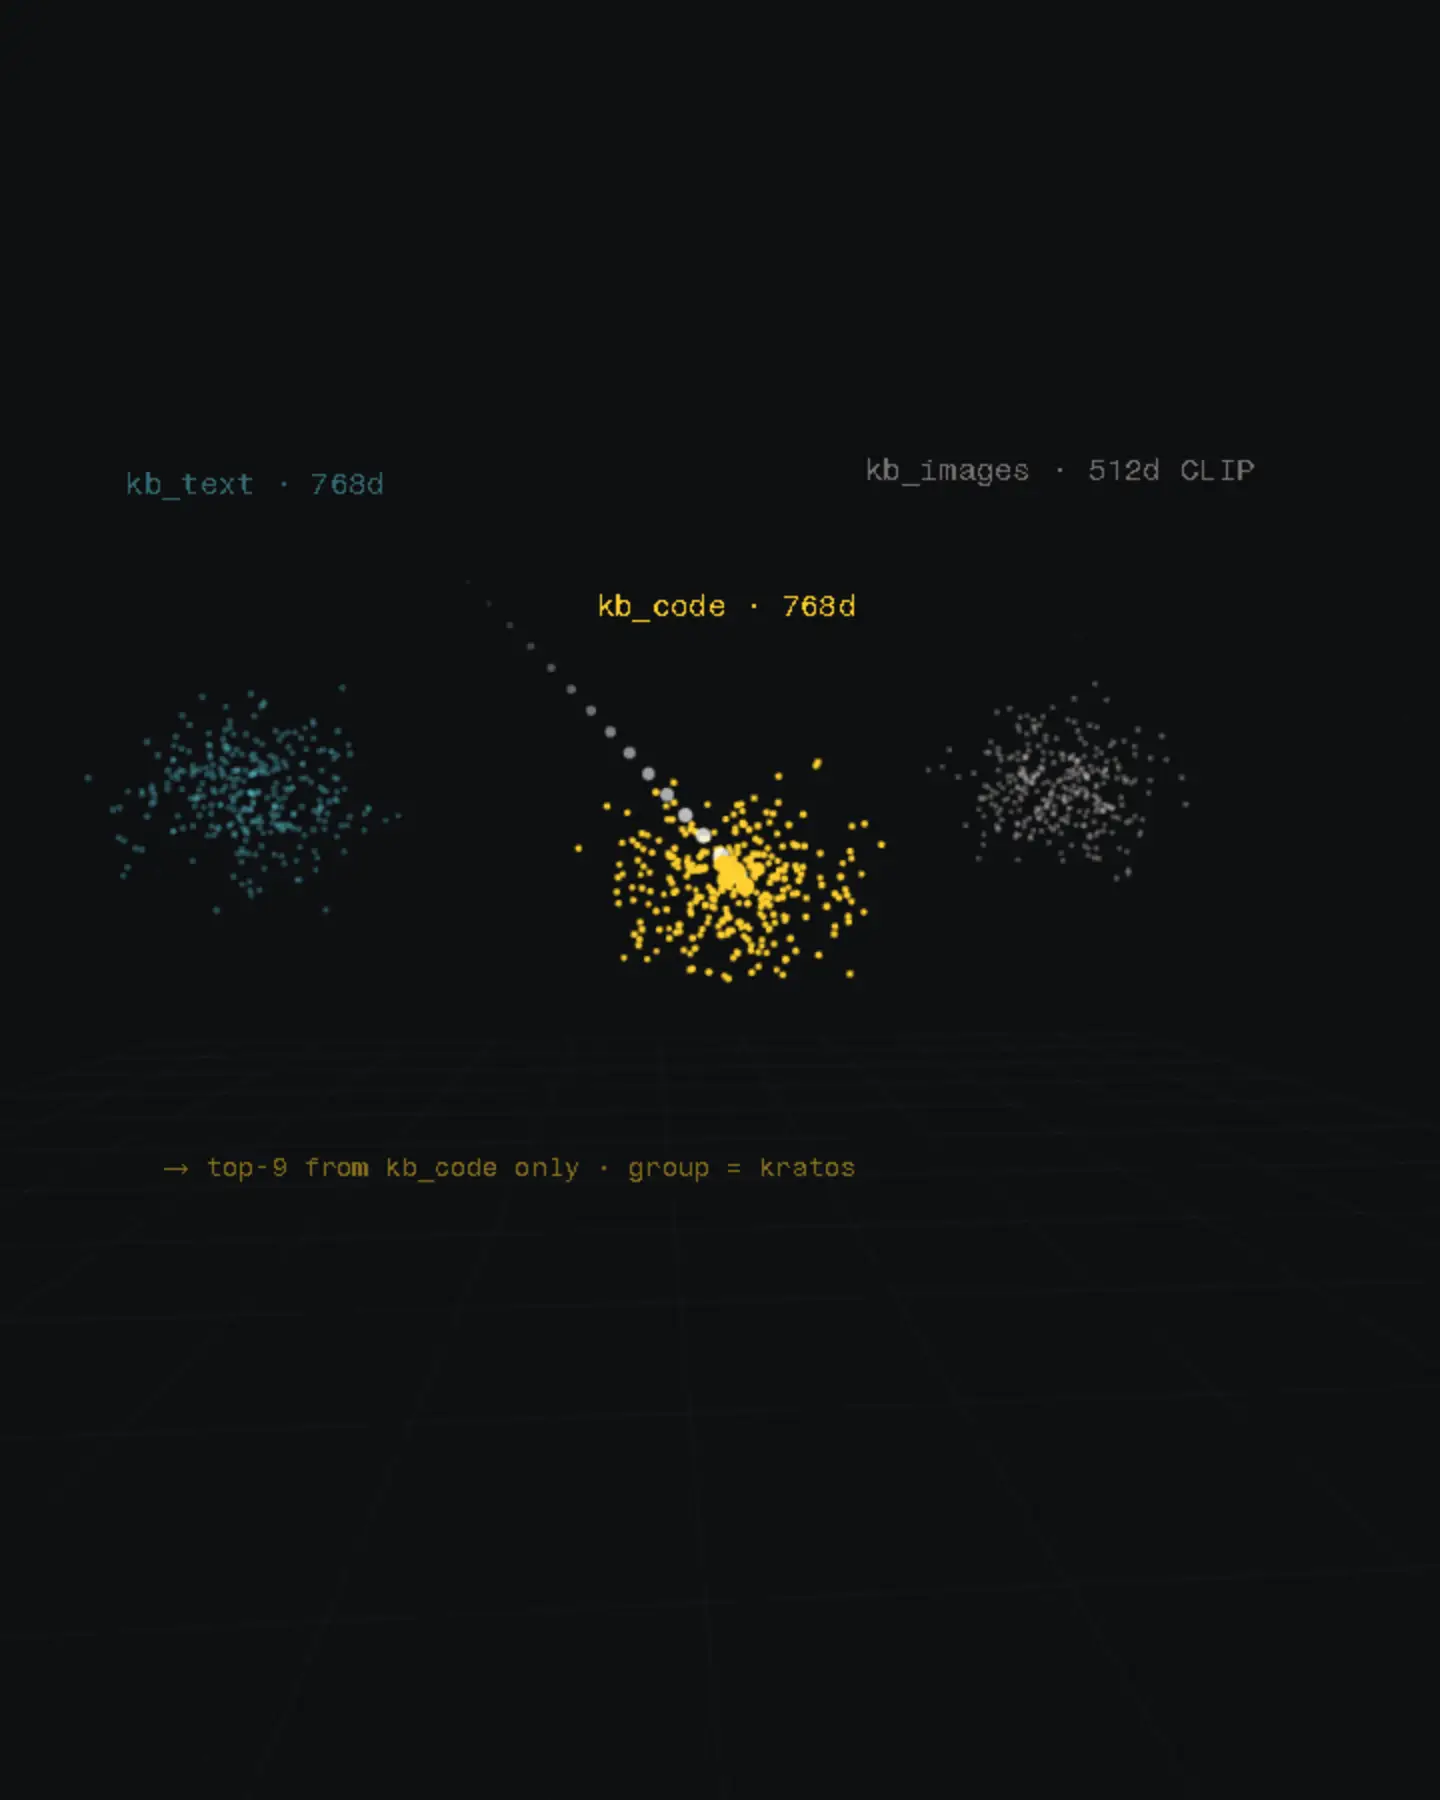 kb_text · 768d
kb_images · 512d CLIP
kb_code · 768d
→ top-9 from kb_code only · group = kratos